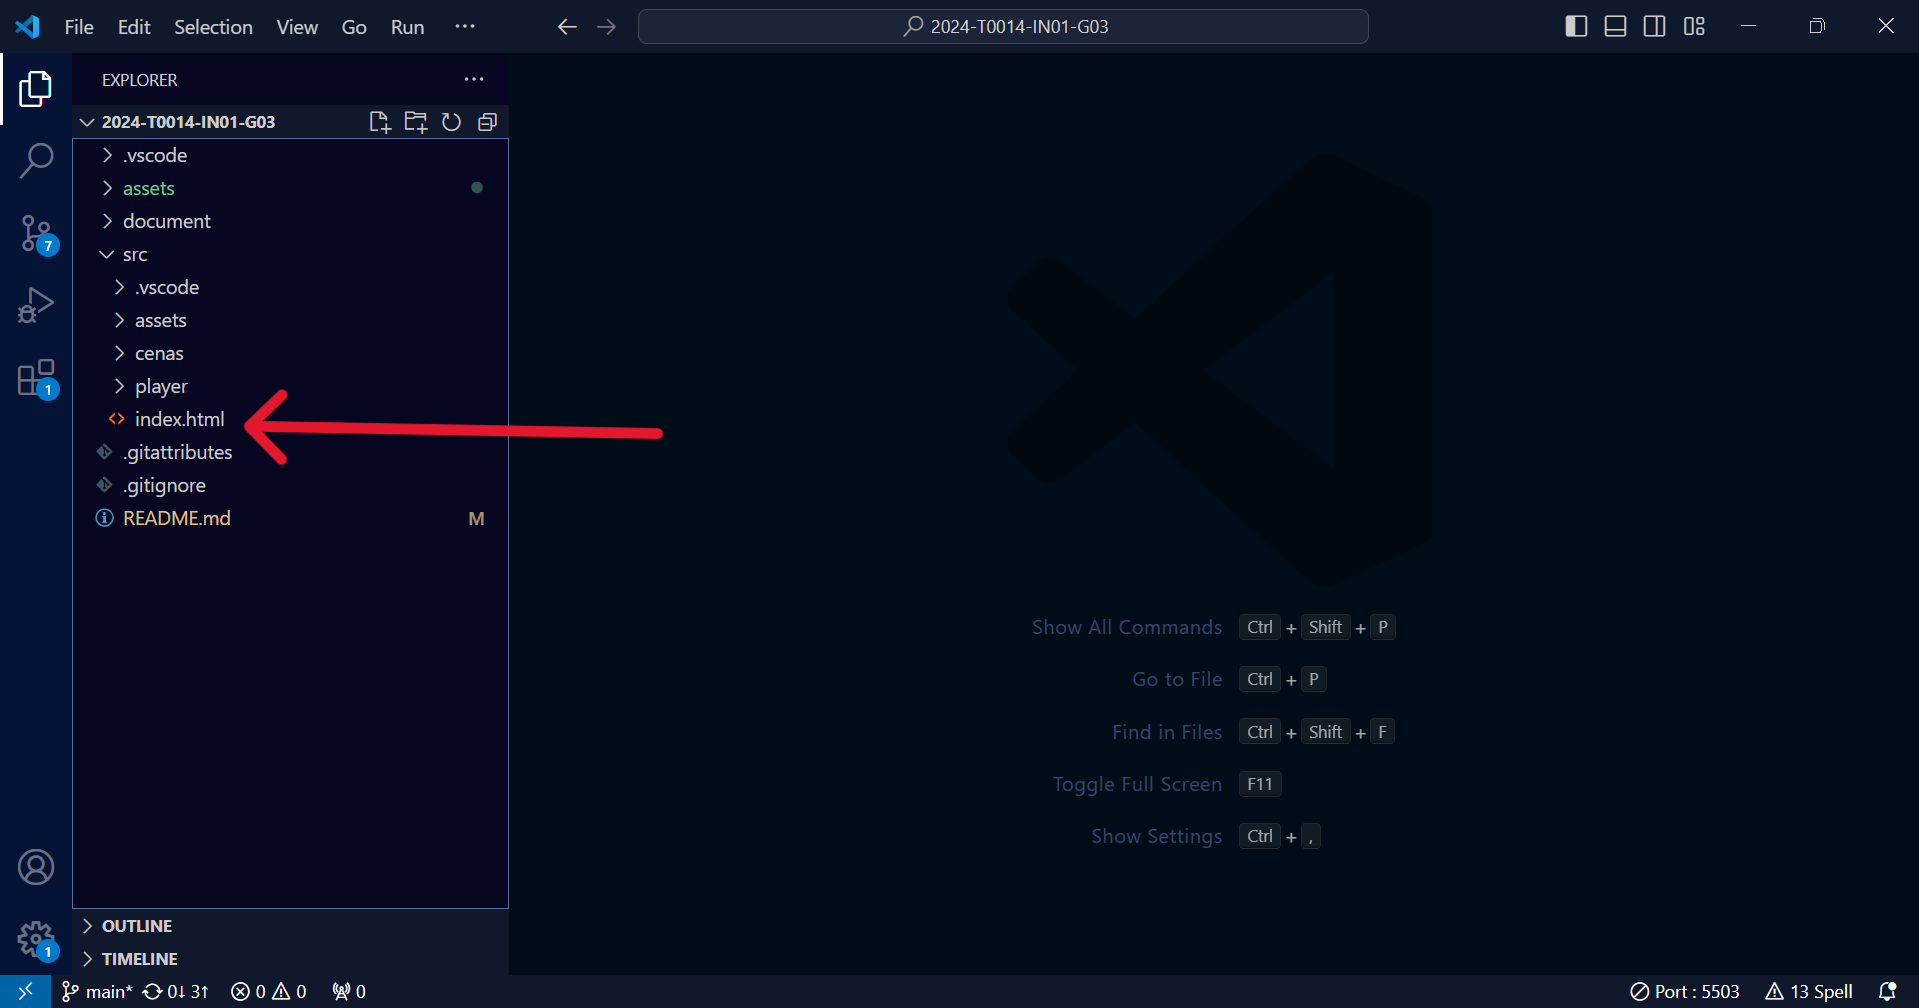 File Edit Selection View Go Run ··· 2024-T0014-IN01-G03
EXPLORER ···
2024-T0014-IN01-G03
.vscode
assets
document
7
src
.vscode
assets
cenas
player
1
index.html
.gitattributes
.gitignore
README.md M
Show All Commands Ctrl + Shift + P
Go to File Ctrl + P
Find in Files Ctrl + Shift + F
Toggle Full Screen F11
Show Settings Ctrl + ,
OUTLINE
1
TIMELINE
main* 0↓ 3↑ 0 0 0 Port : 5503 13 Spell